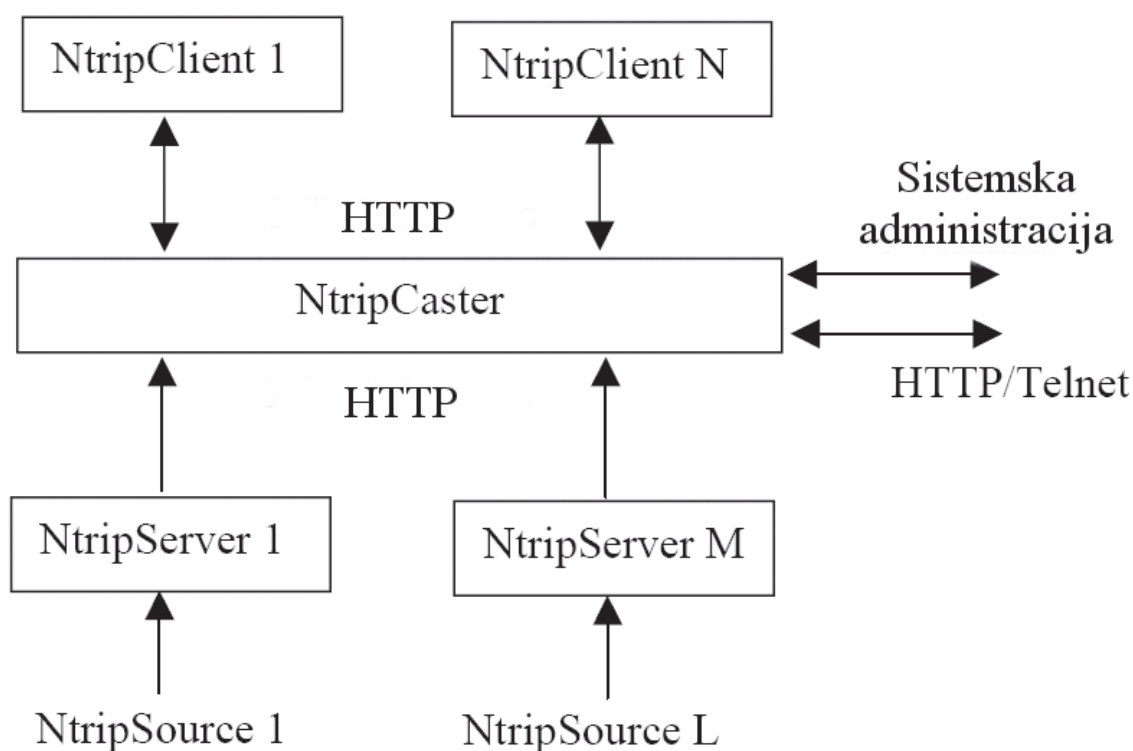 NtripClient 1
NtripClient N
Sistemska
administracija
HTTP
NtripCaster
HTTP
HTTP/Telnet
NtripServer 1
NtripServer M
NtripSource 1
NtripSource L